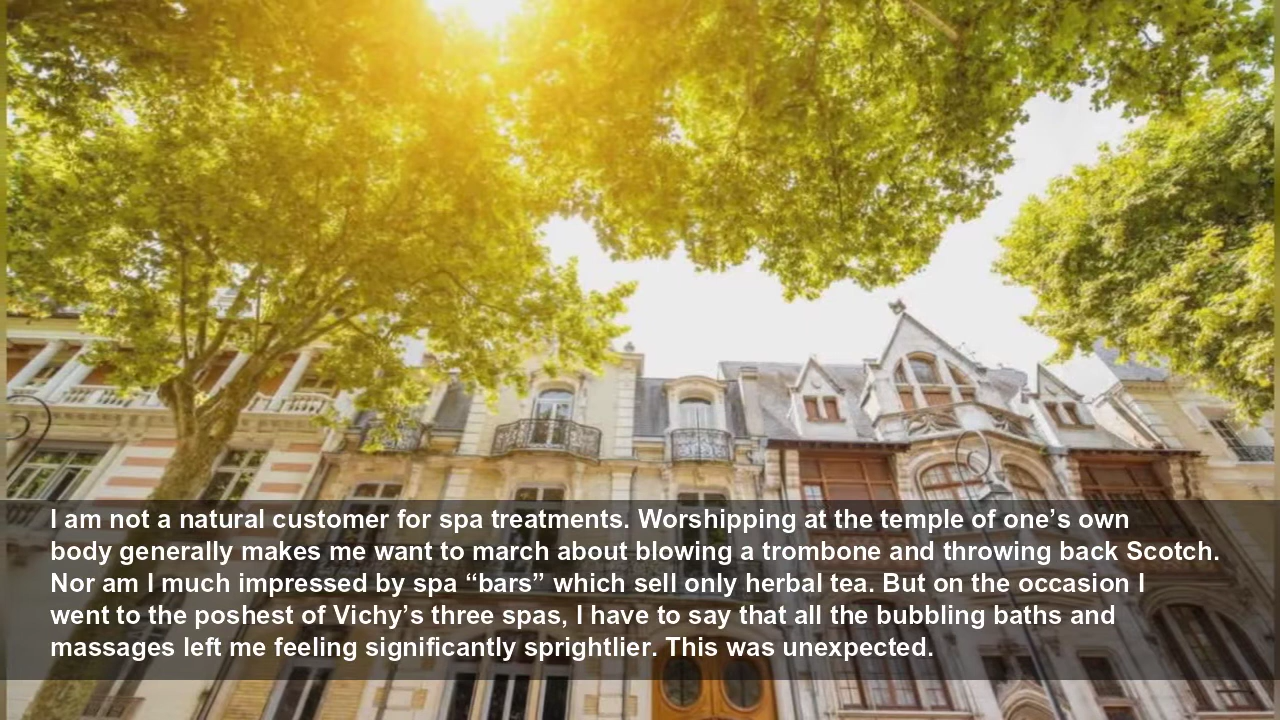 I am not a natural customer for spa treatments. Worshipping at the temple of one’s own
body generally makes me want to march about blowing a trombone and throwing back Scotch.
Nor am I much impressed by spa “bars” which sell only herbal tea. But on the occasion I
went to the poshest of Vichy’s three spas, I have to say that all the bubbling baths and
massages left me feeling significantly sprightlier. This was unexpected.